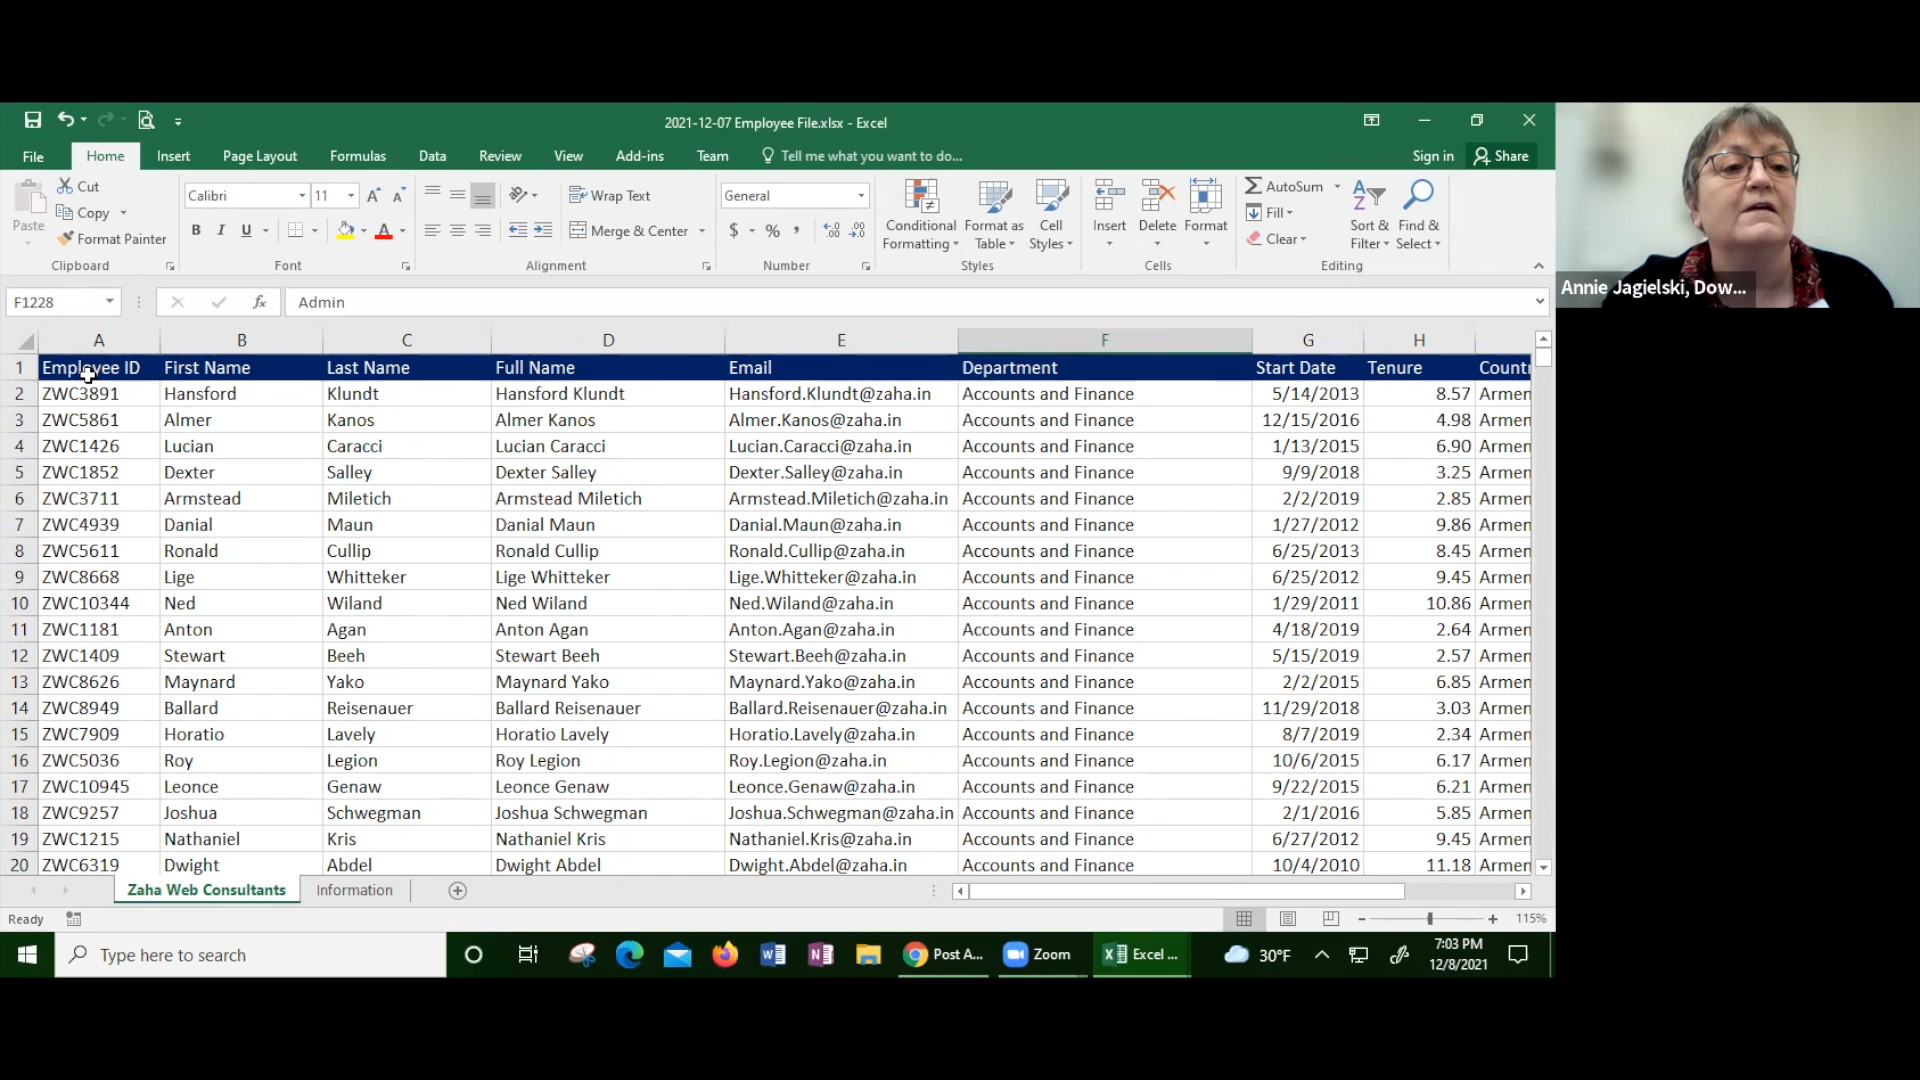 2021-12-07 Employee File.xlsx - Excel
File Home Insert Page Layout Formulas Data Review View Add-ins Team Tell me what you want to do... Sign in Share
Paste Cut Copy Format Painter Clipboard
Calibri 11 A A B I U A Font
Wrap Text Merge & Center Alignment
General $ % , Number
Conditional Formatting Format as Table Cell Styles Styles
Insert Delete Format Cells
AutoSum Fill Clear Sort & Filter Find & Select Editing
F1228 fx Admin
A B C D E F G H
1 Employee ID First Name Last Name Full Name Email Department Start Date Tenure Countr
2 ZWC3891 Hansford Klundt Hansford Klundt Hansford.Klundt@zaha.in Accounts and Finance 5/14/2013 8.57 Armen
3 ZWC5861 Almer Kanos Almer Kanos Almer.Kanos@zaha.in Accounts and Finance 12/15/2016 4.98 Armen
4 ZWC1426 Lucian Caracci Lucian Caracci Lucian.Caracci@zaha.in Accounts and Finance 1/13/2015 6.90 Armen
5 ZWC1852 Dexter Salley Dexter Salley Dexter.Salley@zaha.in Accounts and Finance 9/9/2018 3.25 Armen
6 ZWC3711 Armstead Miletich Armstead Miletich Armstead.Miletich@zaha.in Accounts and Finance 2/2/2019 2.85 Armen
7 ZWC4939 Danial Maun Danial Maun Danial.Maun@zaha.in Accounts and Finance 1/27/2012 9.86 Armen
8 ZWC5611 Ronald Cullip Ronald Cullip Ronald.Cullip@zaha.in Accounts and Finance 6/25/2013 8.45 Armen
9 ZWC8668 Lige Whitteker Lige Whitteker Lige.Whitteker@zaha.in Accounts and Finance 6/25/2012 9.45 Armen
10 ZWC10344 Ned Wiland Ned Wiland Ned.Wiland@zaha.in Accounts and Finance 1/29/2011 10.86 Armen
11 ZWC1181 Anton Agan Anton Agan Anton.Agan@zaha.in Accounts and Finance 4/18/2019 2.64 Armen
12 ZWC1409 Stewart Beeh Stewart Beeh Stewart.Beeh@zaha.in Accounts and Finance 5/15/2019 2.57 Armen
13 ZWC8626 Maynard Yako Maynard Yako Maynard.Yako@zaha.in Accounts and Finance 2/2/2015 6.85 Armen
14 ZWC8949 Ballard Reisenauer Ballard Reisenauer Ballard.Reisenauer@zaha.in Accounts and Finance 11/29/2018 3.03 Armen
15 ZWC7909 Horatio Lavely Horatio Lavely Horatio.Lavely@zaha.in Accounts and Finance 8/7/2019 2.34 Armen
16 ZWC5036 Roy Legion Roy Legion Roy.Legion@zaha.in Accounts and Finance 10/6/2015 6.17 Armen
17 ZWC10945 Leonce Genaw Leonce Genaw Leonce.Genaw@zaha.in Accounts and Finance 9/22/2015 6.21 Armen
18 ZWC9257 Joshua Schwegman Joshua Schwegman Joshua.Schwegman@zaha.in Accounts and Finance 2/1/2016 5.85 Armen
19 ZWC1215 Nathaniel Kris Nathaniel Kris Nathaniel.Kris@zaha.in Accounts and Finance 6/27/2012 9.45 Armen
20 ZWC6319 Dwight Abdel Dwight Abdel Dwight.Abdel@zaha.in Accounts and Finance 10/4/2010 11.18 Armen
Zaha Web Consultants Information
Ready 115%
Type here to search Post A... Zoom Excel ... 30°F 7:03 PM
12/8/2021
Annie Jagielski, Dow...